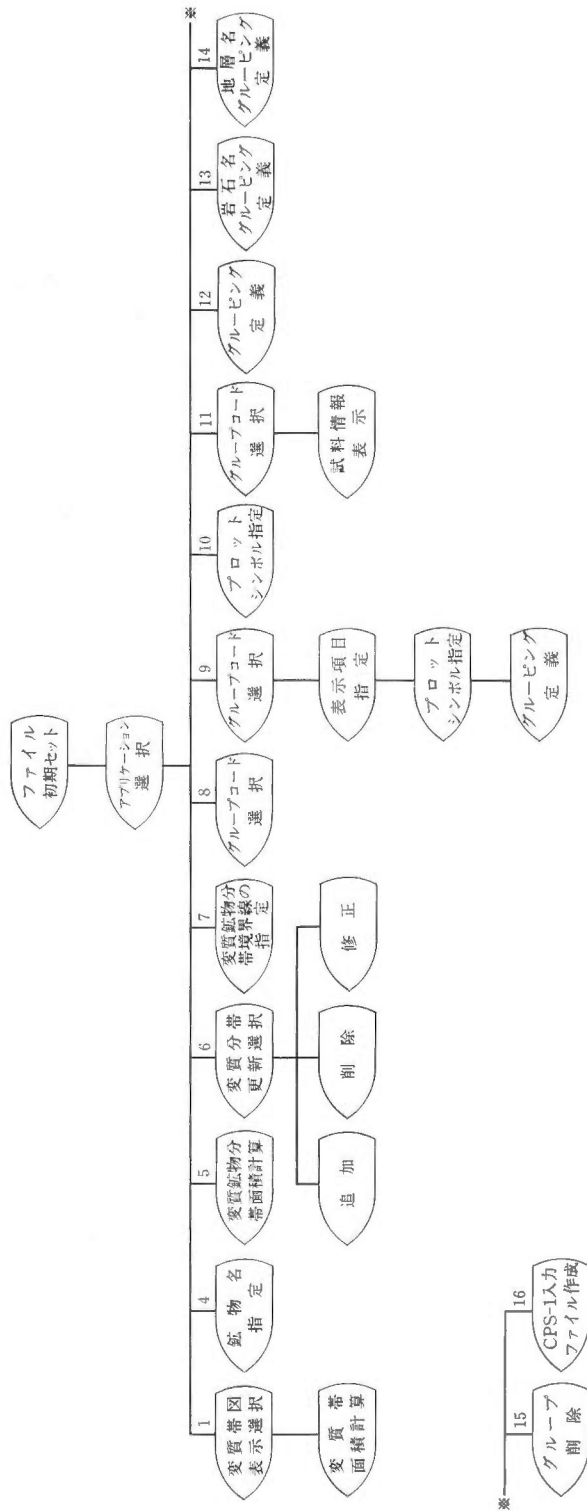 ファイル
初期セット
アプリケーション
選択
1
変質帯図
表示選択
変質帯
面積計算
4
鉱物名
指定
5
変質鉱物分
帯面積計算
6
変質分帯
更新選択
追加
削除
修正
7
変質鉱物分
帯境界線の
指定
8
グループコード
選択
9
グループコード
選択
表示項目
指定
プロット
シンボル指定
グルーピング
定義
10
プロット
シンボル指定
11
グループコード
選択
試料情報
表示
12
グルーピング
定義
13
岩石名
グルーピング
定義
14
地層名
グルーピング
定義
※
※
15
グループ
削除
16
CPS-1入力
ファイル作成